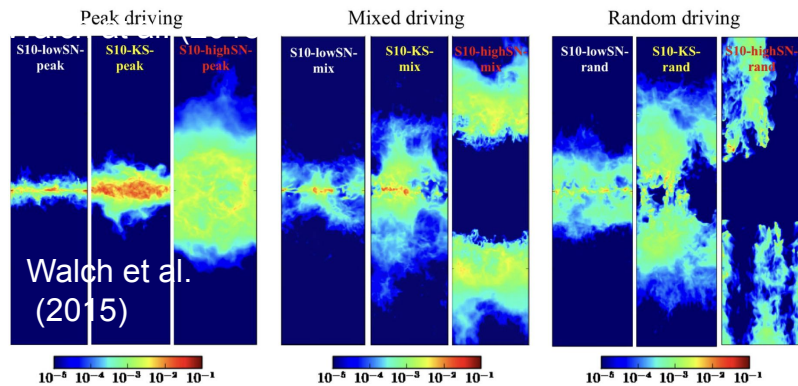 Peak driving
Mixed driving
Random driving
S10-lowSN-
peak
S10-KS-
peak
S10-highSN-
peak
S10-lowSN-
mix
S10-KS-
mix
S10-highSN-
mix
S10-lowSN-
rand
S10-KS-
rand
S10-highSN-
rand
Walch et al.
(2015)
10⁻⁵ 10⁻⁴ 10⁻³ 10⁻² 10⁻¹
10⁻⁵ 10⁻⁴ 10⁻³ 10⁻² 10⁻¹
10⁻⁵ 10⁻⁴ 10⁻³ 10⁻² 10⁻¹